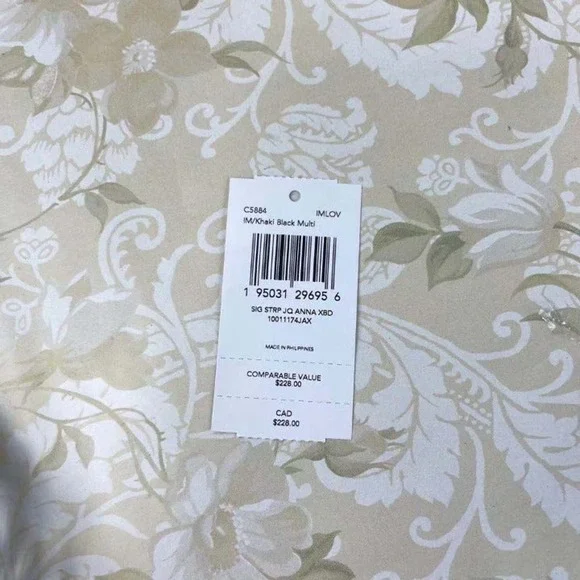 C5884 IMLOV
IM/Khaki Black Multi
1 95031 29695 6
SIG STRP JQ ANNA XBD
10011174JAX
MADE IN PHILIPPINES
COMPARABLE VALUE
$228.00
CAD
$228.00